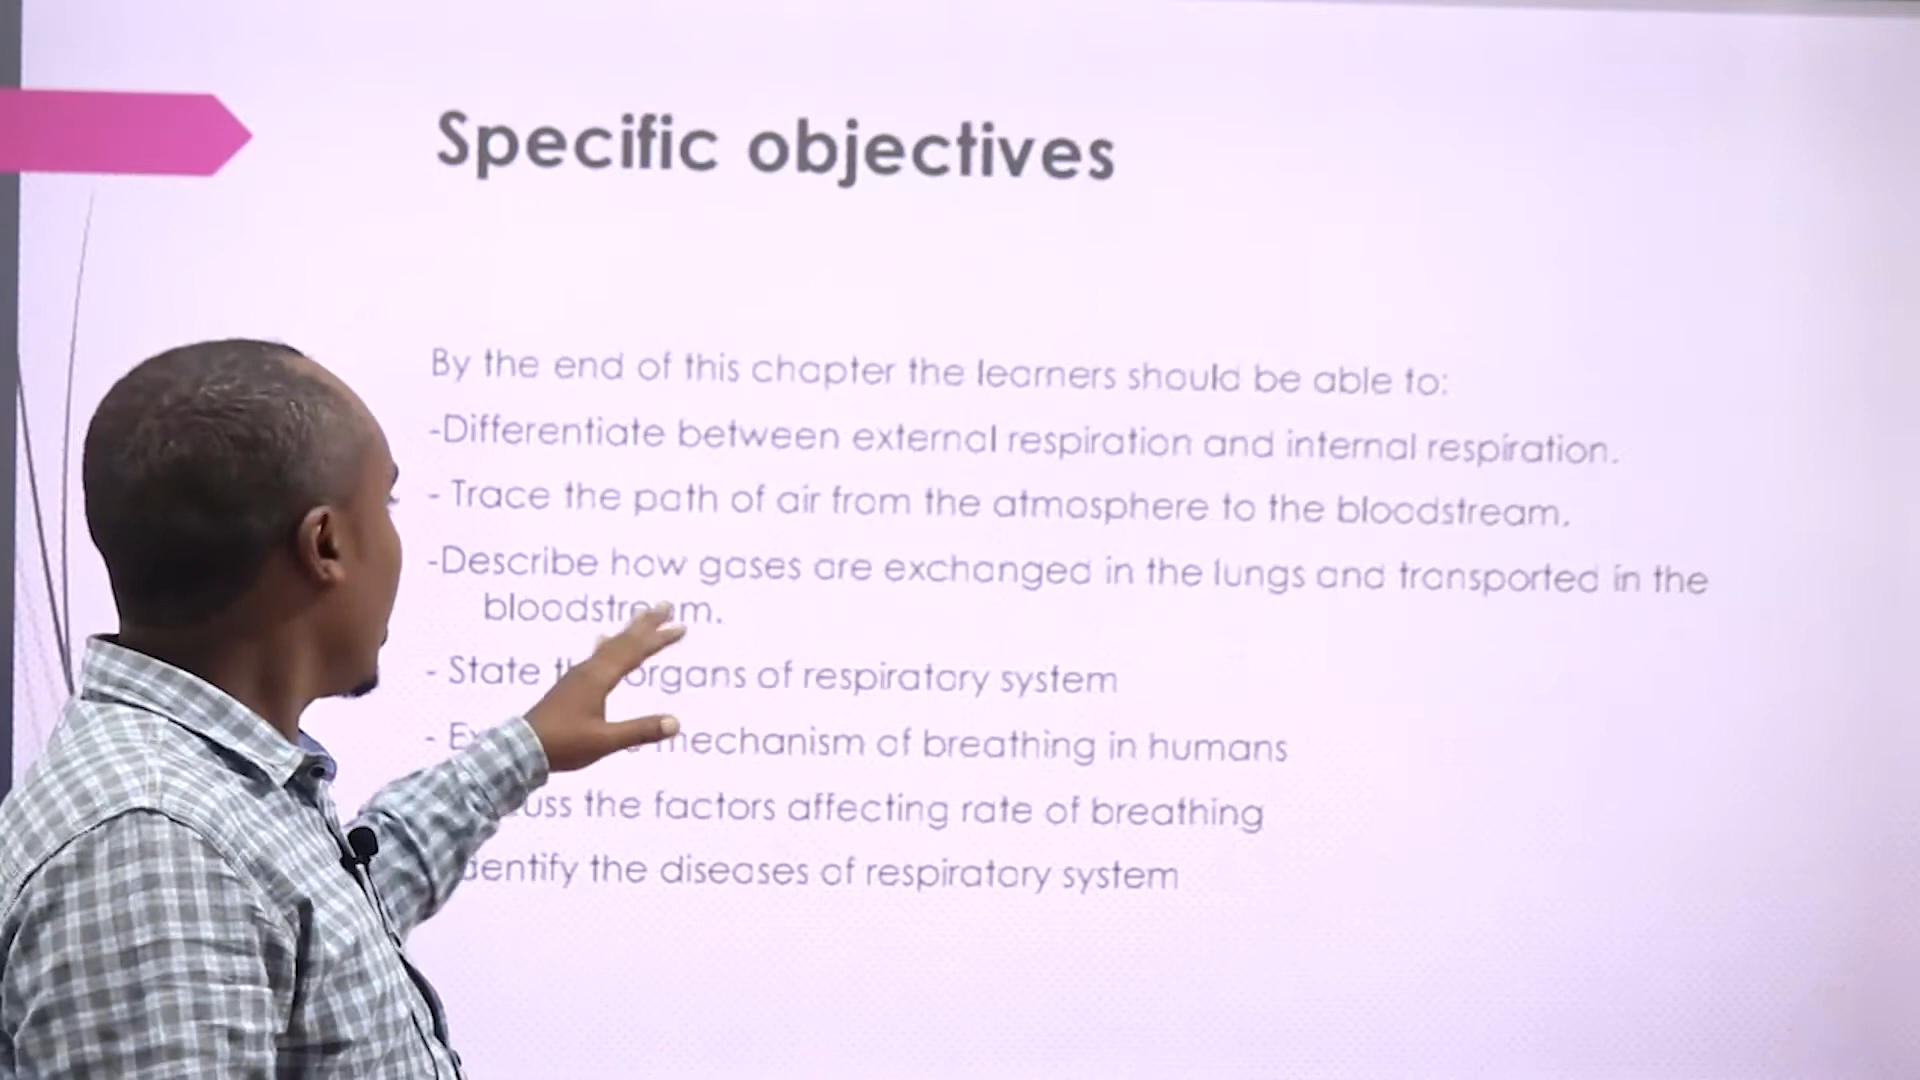 Specific objectives
By the end of this chapter the learners should be able to:
-Differentiate between external respiration and internal respiration.
- Trace the path of air from the atmosphere to the bloodstream.
-Describe how gases are exchanged in the lungs and transported in the
bloodstream.
- State organs of respiratory system
- mechanism of breathing in humans
the factors affecting rate of breathing
the diseases of respiratory system